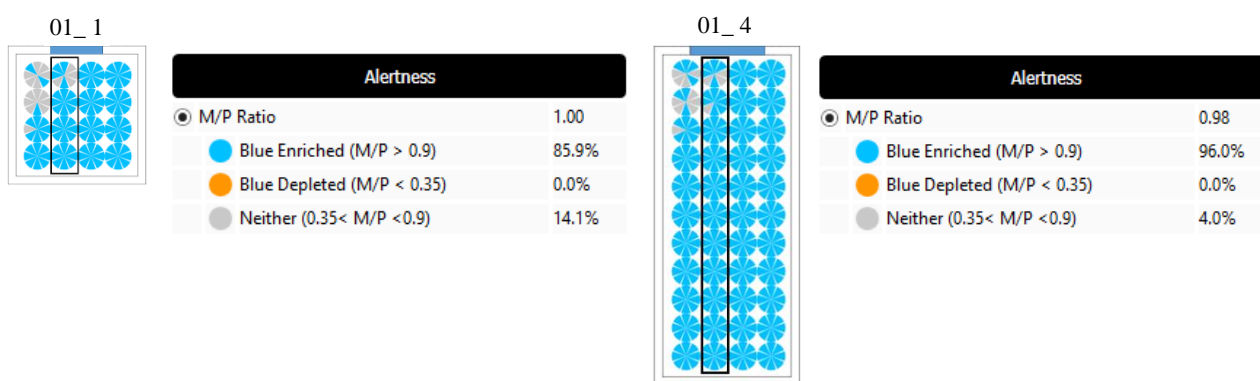 01_ 1
Alertness
M/P Ratio 1.00
Blue Enriched (M/P > 0.9) 85.9%
Blue Depleted (M/P < 0.35) 0.0%
Neither (0.35< M/P <0.9) 14.1%
01_ 4
Alertness
M/P Ratio 0.98
Blue Enriched (M/P > 0.9) 96.0%
Blue Depleted (M/P < 0.35) 0.0%
Neither (0.35< M/P <0.9) 4.0%